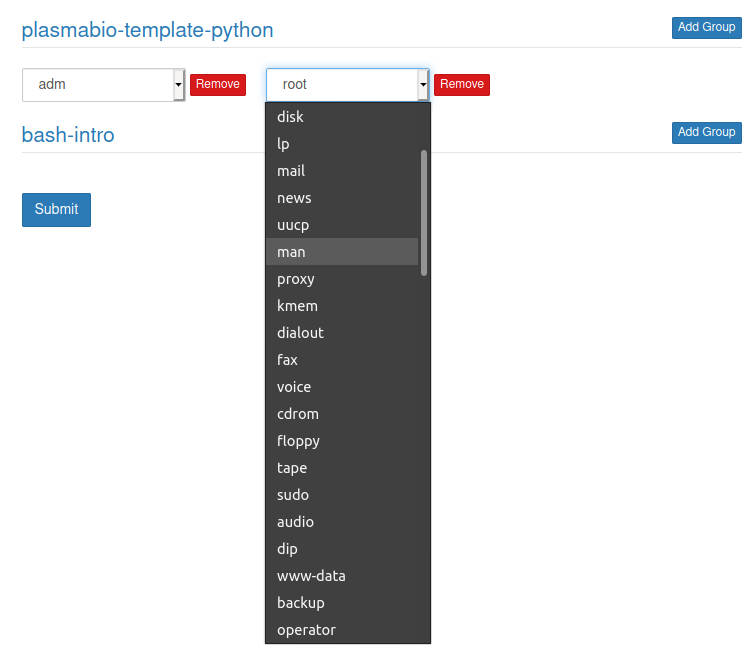 plasmabio-template-python
Add Group
adm
Remove
root
Remove
disk
lp
mail
news
uucp
man
proxy
kmem
dialout
fax
voice
cdrom
floppy
tape
sudo
audio
dip
www-data
backup
operator
bash-intro
Add Group
Submit